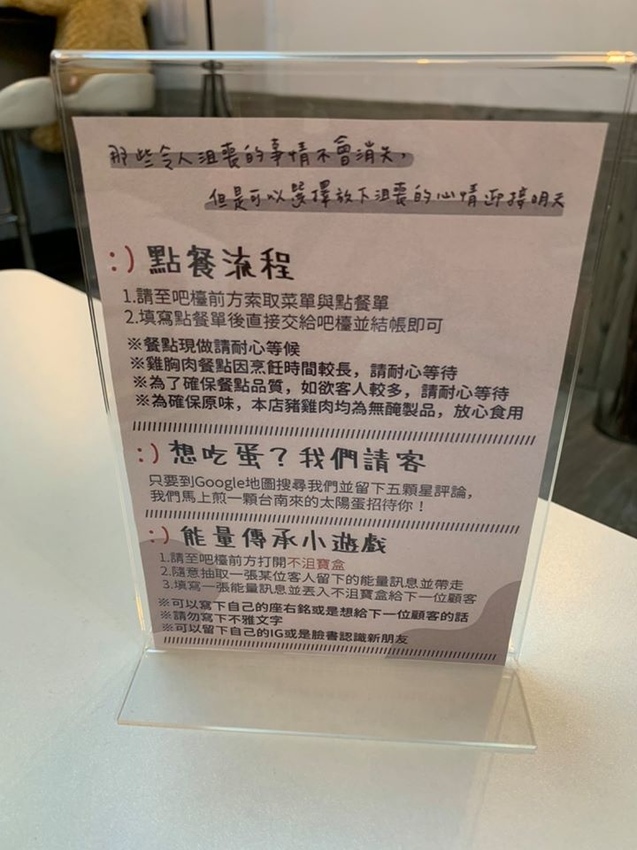 那些令人沮喪的事情不會消失，
但是可以選擇放下沮喪的心情迎接明天
:) 點餐流程
1.請至吧檯前方索取菜單與點餐單
2.填寫點餐單後直接交給吧檯並結帳即可
※餐點現做請耐心等候
※雞胸肉餐點因烹飪時間較長，請耐心等待
※為了確保餐點品質，如欲客人較多，請耐心等待
※為確保原味，本店豬雞肉均為無醃製品，放心食用
:) 想吃蛋？我們請客
只要到Google地圖搜尋我們並留下五顆星評論，
我們馬上煎一顆台南來的太陽蛋招待你！
:) 能量傳承小遊戲
1.請至吧檯前方打開不沮寶盒
2.隨意抽取一張某位客人留下的能量訊息並帶走
3.填寫一張能量訊息並丟入不沮寶盒給下一位顧客
※可以寫下自己的座右銘或是想給下一位顧客的話
※請勿寫下不雅文字
※可以留下自己的IG或是臉書認識新朋友